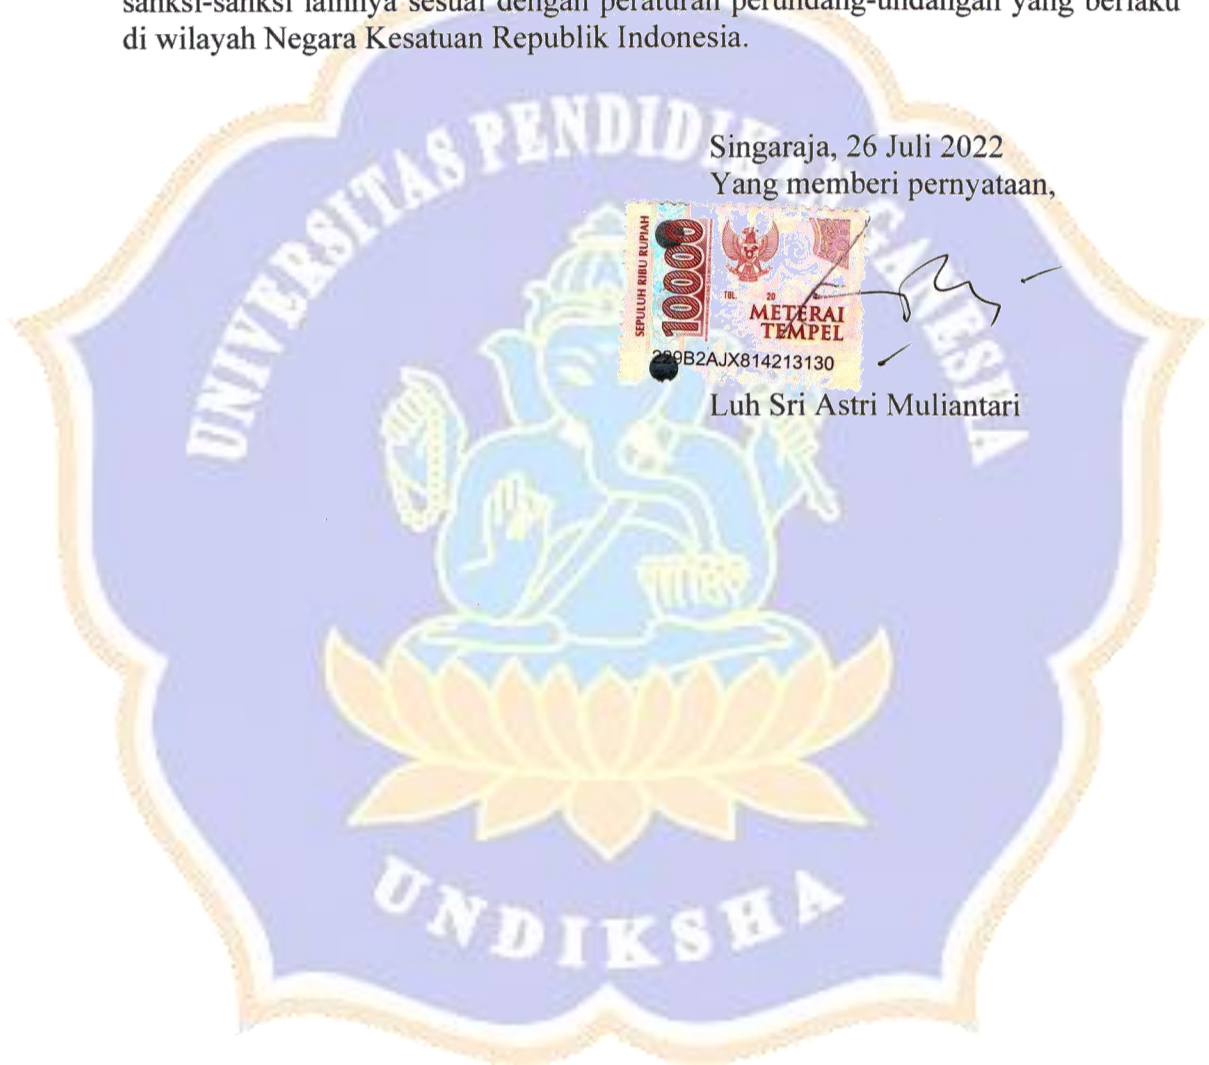 sanksi-sanksi lainnya sesuai dengan peraturan perundang-undangan yang berlaku
di wilayah Negara Kesatuan Republik Indonesia.
UNIVERSITAS PENDIDIKAN GANESHA
Singaraja, 26 Juli 2022
Yang memberi pernyataan,
SEPULUH RIBU RUPIAH
10000
TBL. 20
METERAI
TEMPEL
229B2AJX814213130
Luh Sri Astri Muliantari
UNDIKSHA